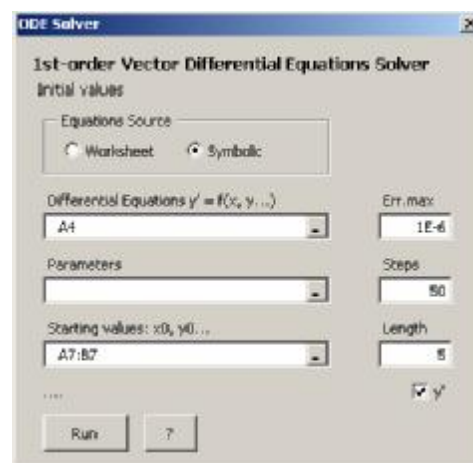 ODE Solver
1st-order Vector Differential Equations Solver
Initial values
Equations Source
Worksheet Symbolic
Differential Equations y' = f(x, y...) Err.max
A4 1E-6
Parameters Steps
50
Starting values: x0, y0... Length
A7:B7 5
....
y'
Run ?